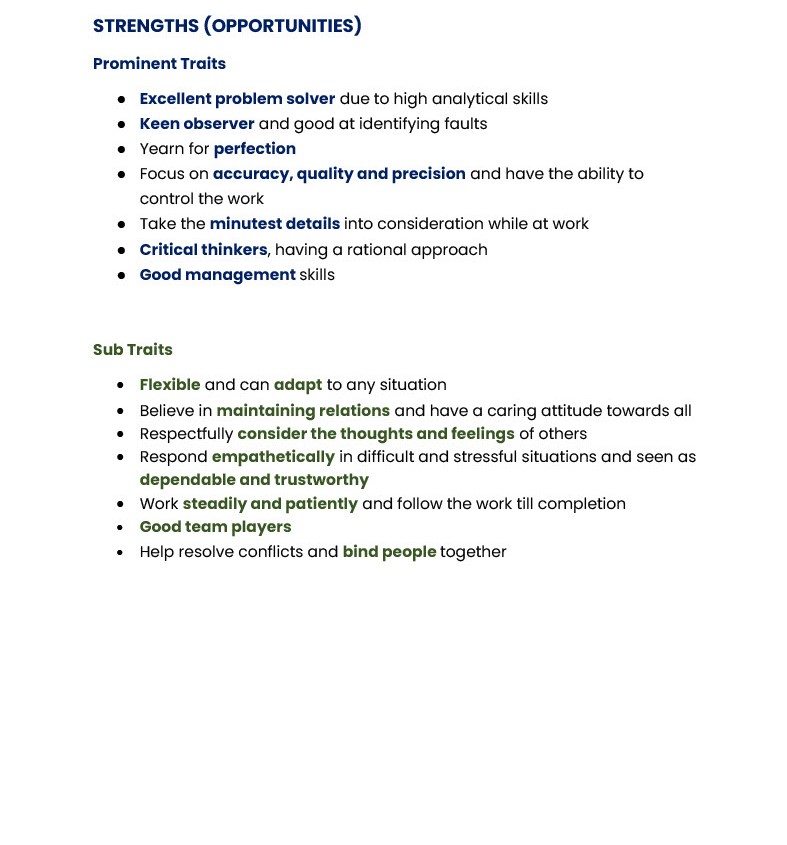 STRENGTHS (OPPORTUNITIES)
Prominent Traits
● Excellent problem solver due to high analytical skills
● Keen observer and good at identifying faults
● Yearn for perfection
● Focus on accuracy, quality and precision and have the ability to
control the work
● Take the minutest details into consideration while at work
● Critical thinkers, having a rational approach
● Good management skills
Sub Traits
• Flexible and can adapt to any situation
• Believe in maintaining relations and have a caring attitude towards all
• Respectfully consider the thoughts and feelings of others
• Respond empathetically in difficult and stressful situations and seen as
dependable and trustworthy
• Work steadily and patiently and follow the work till completion
• Good team players
• Help resolve conflicts and bind people together